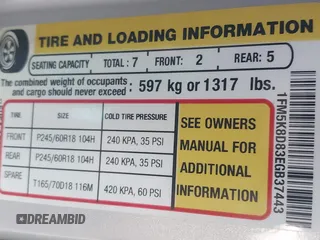 TIRE AND LOADING INFORMATION
SEATING CAPACITY TOTAL : 7 FRONT: 2 REAR: 5
The combined weight of occupants and cargo should never exceed : 597 kg or 1317 lbs.
TIRE SIZE COLD TIRE PRESSURE
FRONT P245/60R18 104H 240 KPA, 35 PSI
REAR P245/60R18 104H 240 KPA, 35 PSI
SPARE T165/70D18 116M 420 KPA, 60 PSI
SEE OWNERS
MANUAL FOR
ADDITIONAL
INFORMATION
1FM5K8D83EGB37443
DREAMBID